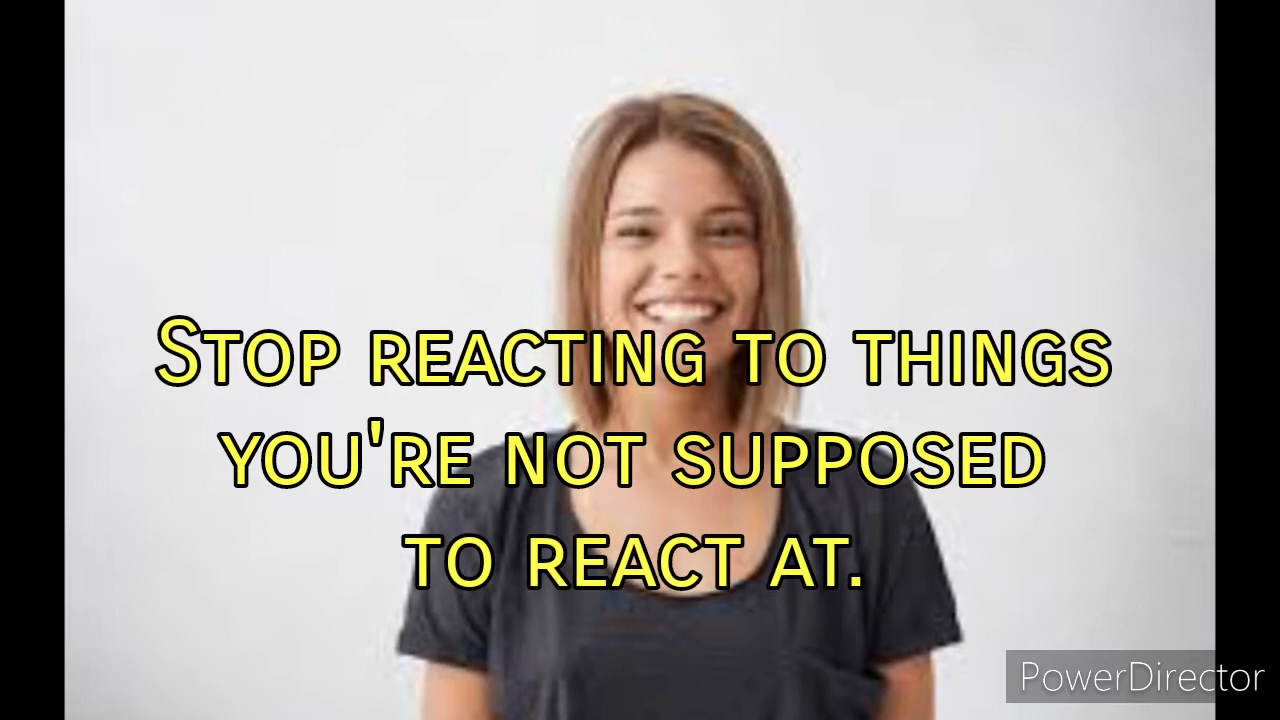 Stop reacting to things
you're not supposed
to react at.
PowerDirector